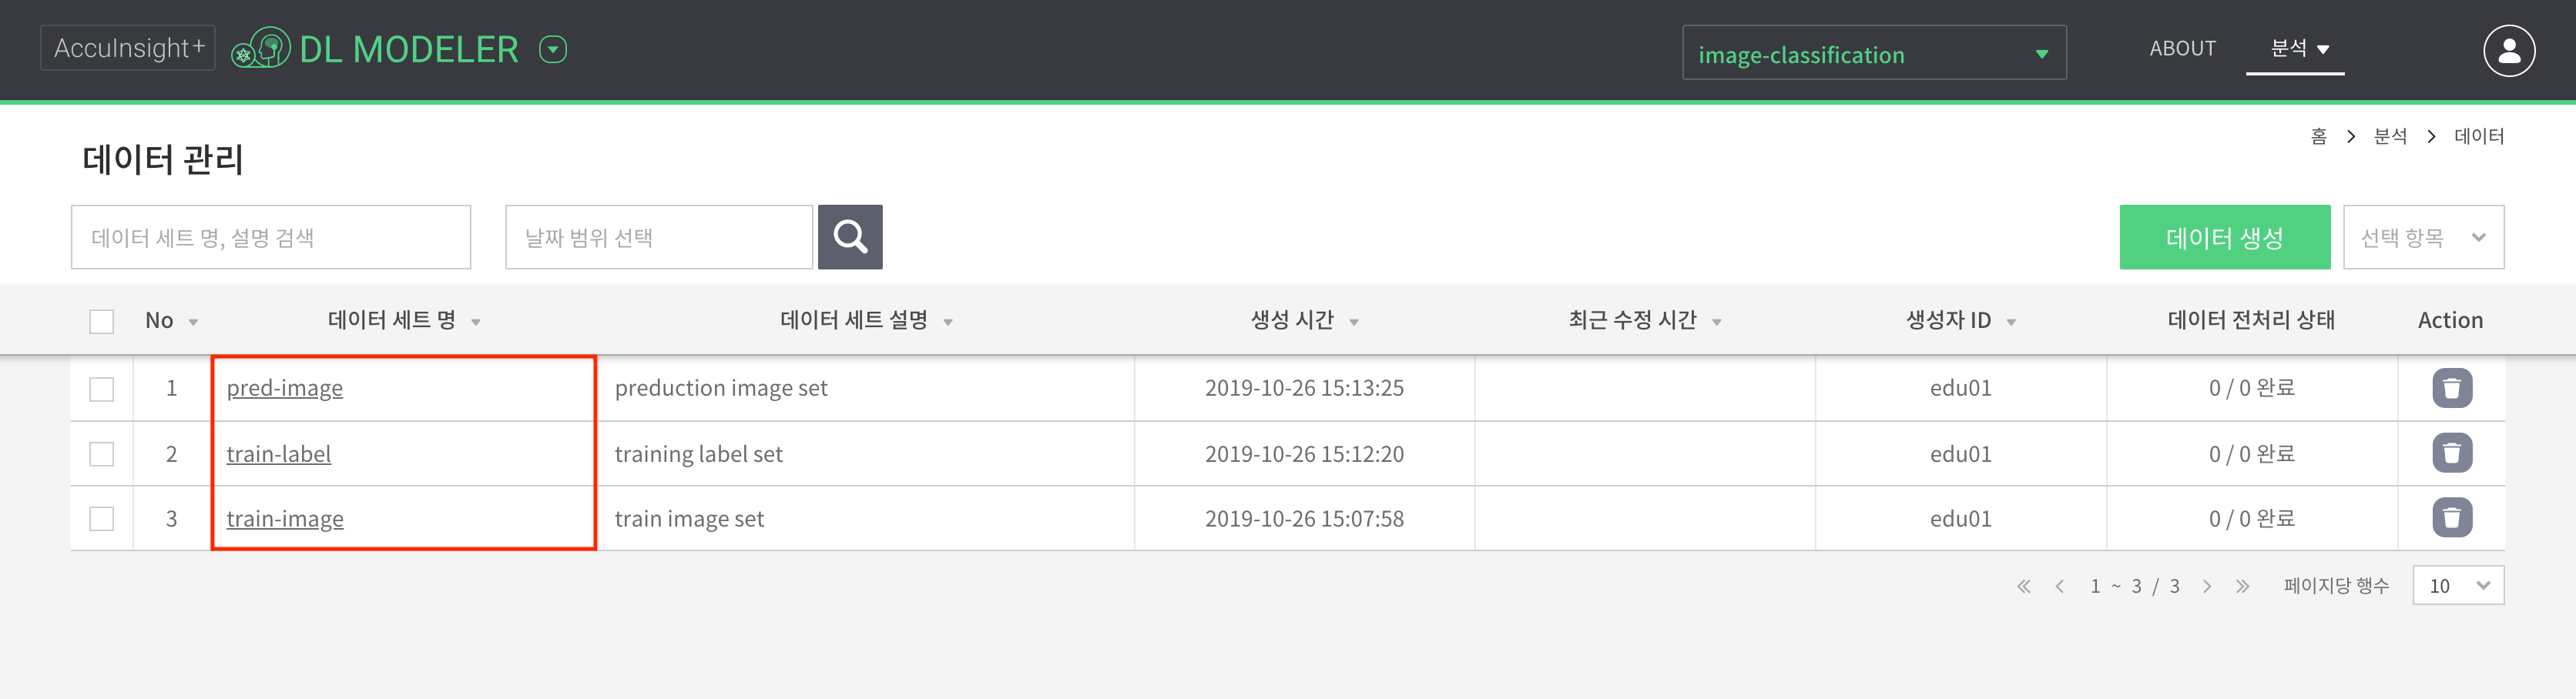 AccuInsight+ DL MODELER image-classification ABOUT 분석
홈 > 분석 > 데이터
데이터 관리
데이터 세트 명, 설명 검색 날짜 범위 선택 데이터 생성 선택 항목
No 데이터 세트 명 데이터 세트 설명 생성 시간 최근 수정 시간 생성자 ID 데이터 전처리 상태 Action
1 pred-image preduction image set 2019-10-26 15:13:25 edu01 0 / 0 완료
2 train-label training label set 2019-10-26 15:12:20 edu01 0 / 0 완료
3 train-image train image set 2019-10-26 15:07:58 edu01 0 / 0 완료
« < 1 ~ 3 / 3 > » 페이지당 행수 10